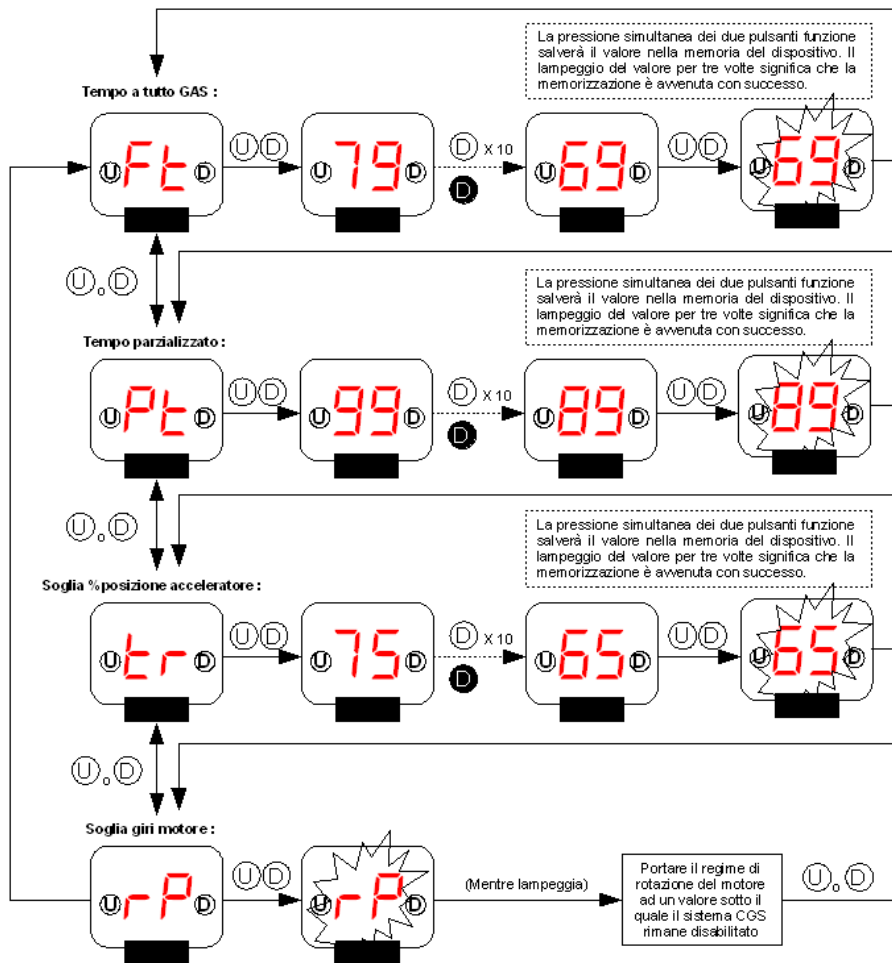 La pressione simultanea dei due pulsanti funzione
salverà il valore nella memoria del dispositivo. Il
lampeggio del valore per tre volte significa che la
memorizzazione è avvenuta con successo.
Tempo a tutto GAS :
U Ft D
U D
U 79 D
D X 10
D
U 69 D
U D
U 69 D
U o D
La pressione simultanea dei due pulsanti funzione
salverà il valore nella memoria del dispositivo. Il
lampeggio del valore per tre volte significa che la
memorizzazione è avvenuta con successo.
Tempo parzializzato :
U Pt D
U D
U 99 D
D X 10
D
U 89 D
U D
U 89 D
U o D
La pressione simultanea dei due pulsanti funzione
salverà il valore nella memoria del dispositivo. Il
lampeggio del valore per tre volte significa che la
memorizzazione è avvenuta con successo.
Soglia %posizione acceleratore :
U tr D
U D
U 75 D
D X 10
D
U 65 D
U D
U 65 D
U o D
Soglia giri motore :
U rP D
U D
U rP D
(Mentre lampeggia)
Portare il regime di
rotazione del motore
ad un valore sotto il
quale il sistema CGS
rimane disabilitato
U o D